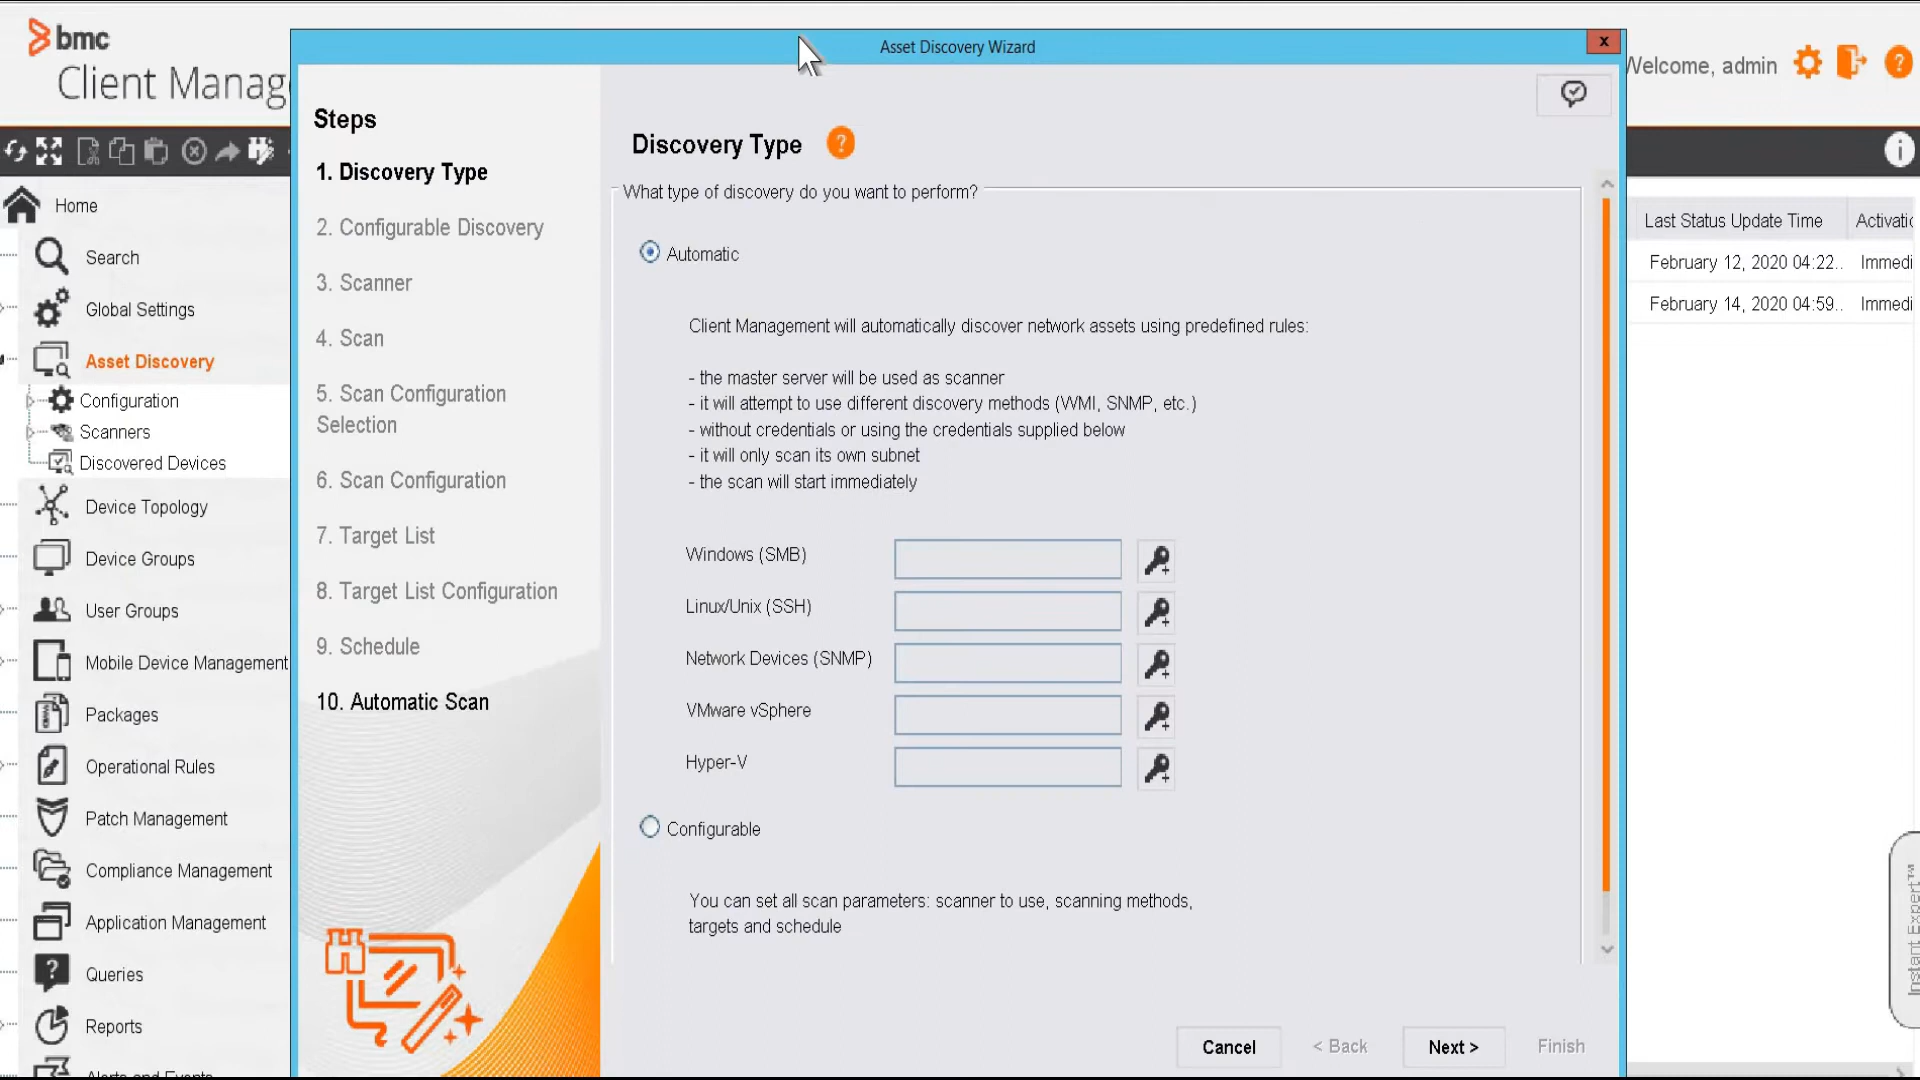 bmc
Client Manag
Asset Discovery Wizard
x
Welcome, admin
?
i
Home
Search
Global Settings
Asset Discovery
Configuration
Scanners
Discovered Devices
Device Topology
Device Groups
User Groups
Mobile Device Management
Packages
Operational Rules
Patch Management
Compliance Management
Application Management
Queries
Reports
Alerts and Events
Steps
1. Discovery Type
2. Configurable Discovery
3. Scanner
4. Scan
5. Scan Configuration
Selection
6. Scan Configuration
7. Target List
8. Target List Configuration
9. Schedule
10. Automatic Scan
Discovery Type ?
What type of discovery do you want to perform?
Automatic
Client Management will automatically discover network assets using predefined rules:
- the master server will be used as scanner
- it will attempt to use different discovery methods (WMI, SNMP, etc.)
- without credentials or using the credentials supplied below
- it will only scan its own subnet
- the scan will start immediately
Windows (SMB)
Linux/Unix (SSH)
Network Devices (SNMP)
VMware vSphere
Hyper-V
Configurable
You can set all scan parameters: scanner to use, scanning methods,
targets and schedule
Cancel
< Back
Next >
Finish
Last Status Update Time Activatio
February 12, 2020 04:22.. Immedi
February 14, 2020 04:59.. Immedi
Instant Expert™